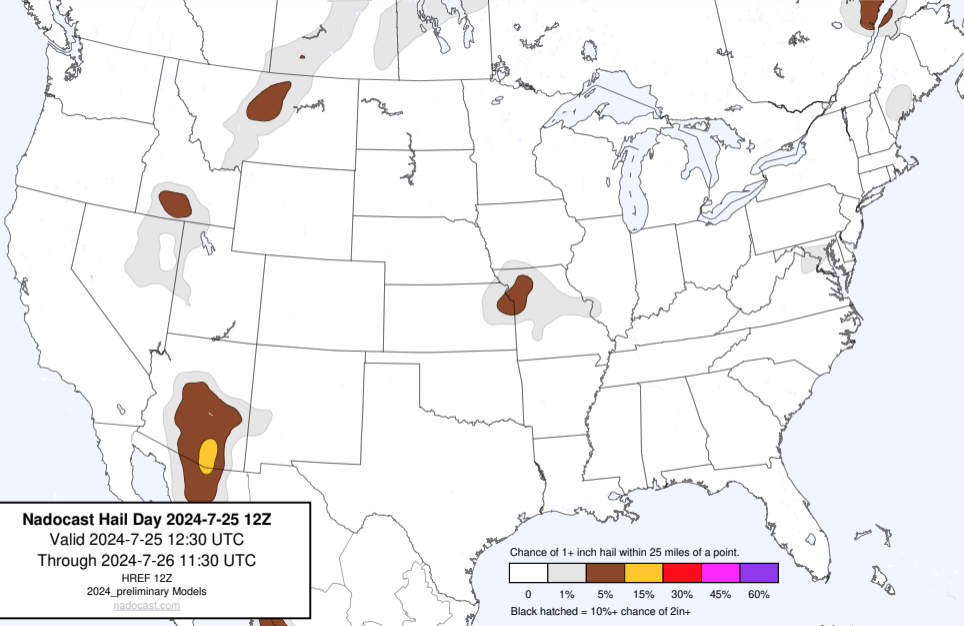 Nadocast Hail Day 2024-7-25 12Z
Valid 2024-7-25 12:30 UTC
Through 2024-7-26 11:30 UTC
HREF 12Z
2024_preliminary Models
nadocast.com
Chance of 1+ inch hail within 25 miles of a point.
0 1% 5% 15% 30% 45% 60%
Black hatched = 10%+ chance of 2in+